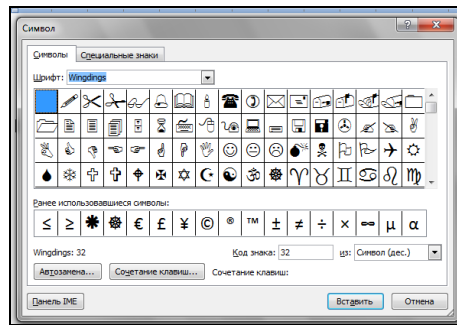 Символ
Символы Специальные знаки
Шрифт: Wingdings
Ранее использовавшиеся символы:
≤ ≥ * € £ ¥ © ® ™ ± ≠ ÷ × ∞ µ α
Wingdings: 32 Код знака: 32 из: Символ (дес.)
Автозамена... Сочетание клавиш... Сочетание клавиш:
Панель IME Вставить Отмена